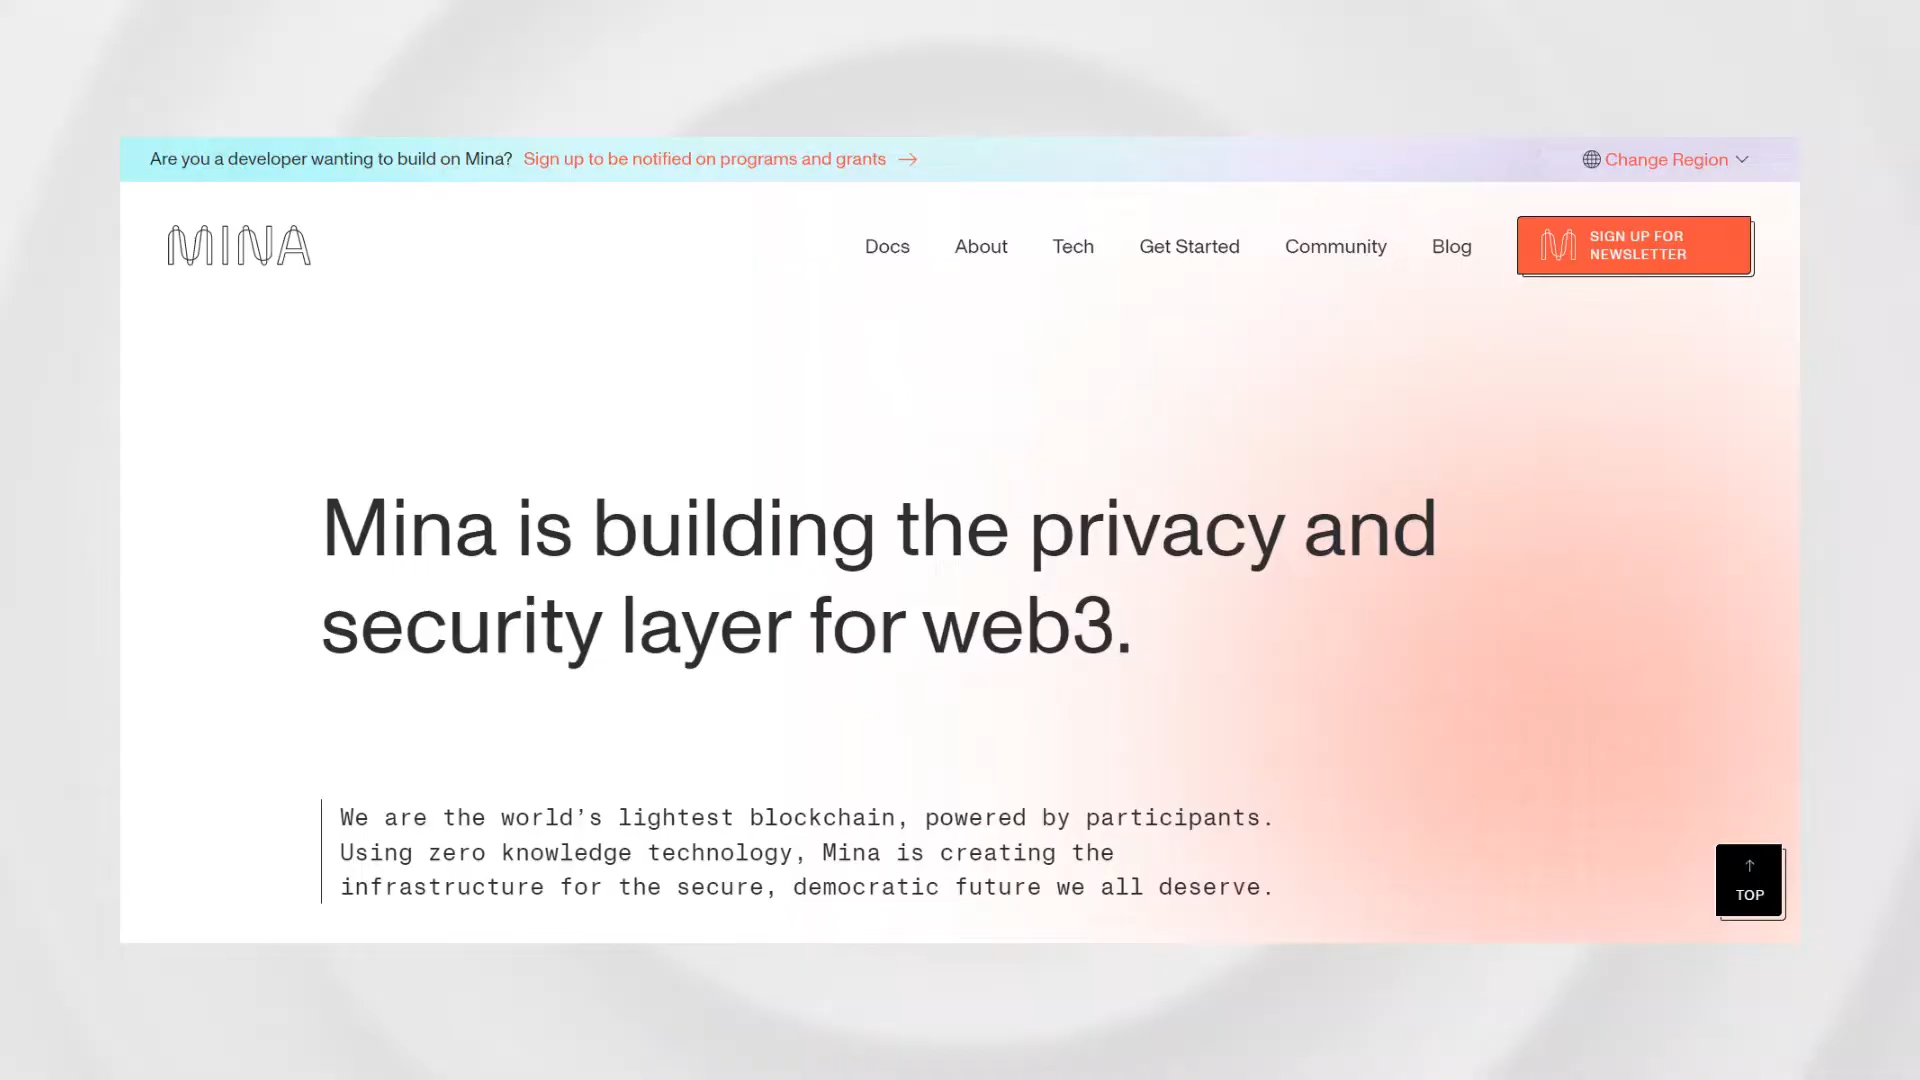 Are you a developer wanting to build on Mina? Sign up to be notified on programs and grants →
Change Region
MINA
Docs
About
Tech
Get Started
Community
Blog
SIGN UP FOR
NEWSLETTER
Mina is building the privacy and
security layer for web3.
We are the world’s lightest blockchain, powered by participants.
Using zero knowledge technology, Mina is creating the
infrastructure for the secure, democratic future we all deserve.
↑
TOP